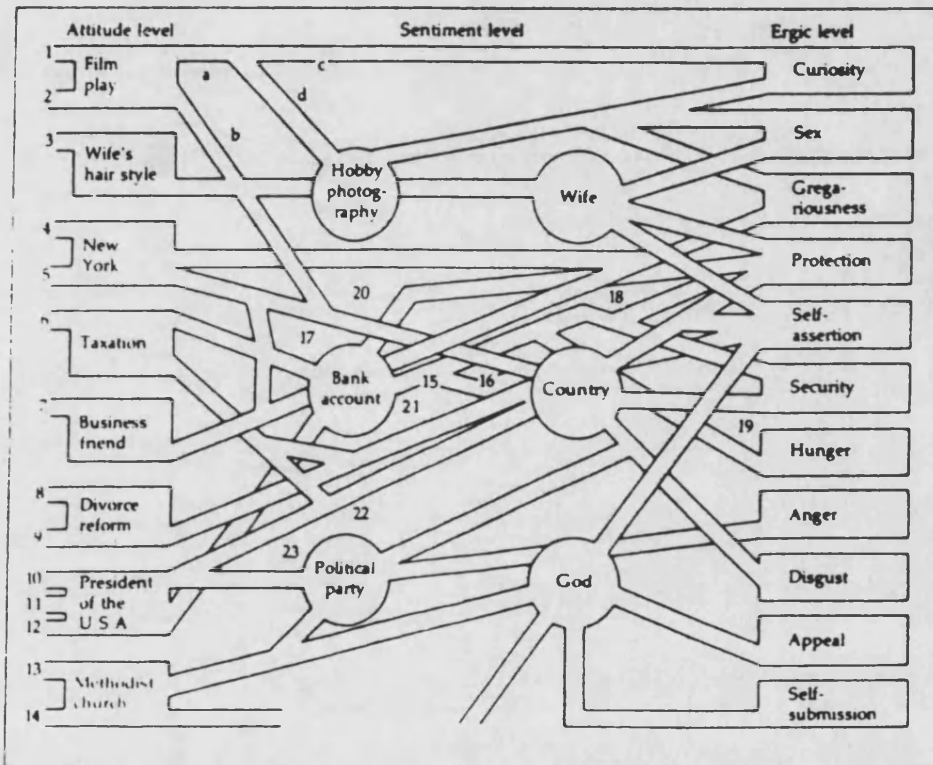 Attitude level
Sentiment level
Ergic level
1
Film
play
2
3
Wife's
hair style
4
New
York
5
6
Taxation
Business
friend
8
Divorce
reform
9
10
President
11
of the
12
U S A
13
Methodist
church
14
a
c
d
b
Hobby
photog-
raphy
Wife
20
18
17
Bank
account
15
16
21
Country
19
22
23
Political
party
God
Curiosity
Sex
Grega-
riousness
Protection
Self-
assertion
Security
Hunger
Anger
Disgust
Appeal
Self-
submission